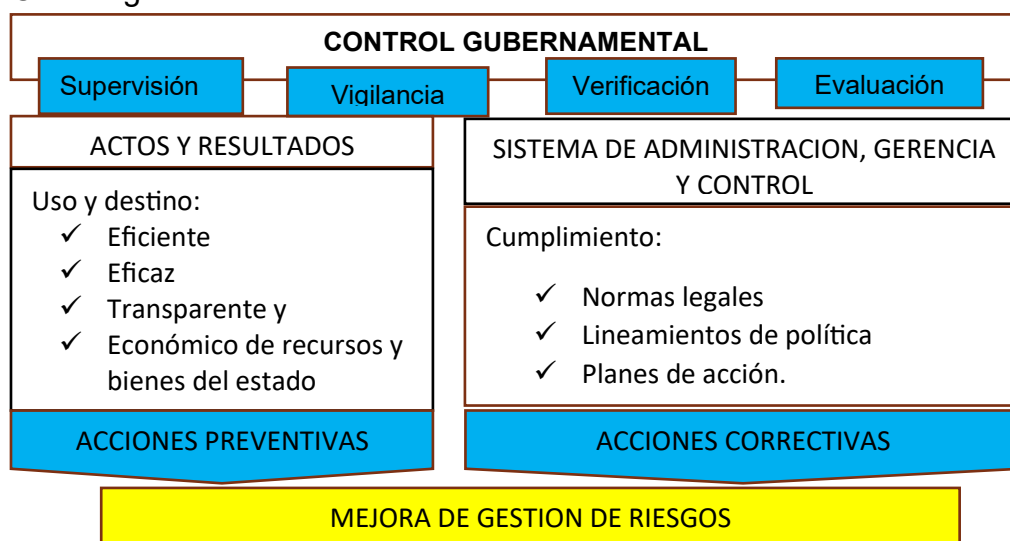 CONTROL GUBERNAMENTAL
Supervisión
Vigilancia
Verificación
Evaluación
ACTOS Y RESULTADOS
Uso y destino:
✓ Eficiente
✓ Eficaz
✓ Transparente y
✓ Económico de recursos y
bienes del estado
ACCIONES PREVENTIVAS
SISTEMA DE ADMINISTRACION, GERENCIA
Y CONTROL
Cumplimiento:
✓ Normas legales
✓ Lineamientos de política
✓ Planes de acción.
ACCIONES CORRECTIVAS
MEJORA DE GESTION DE RIESGOS